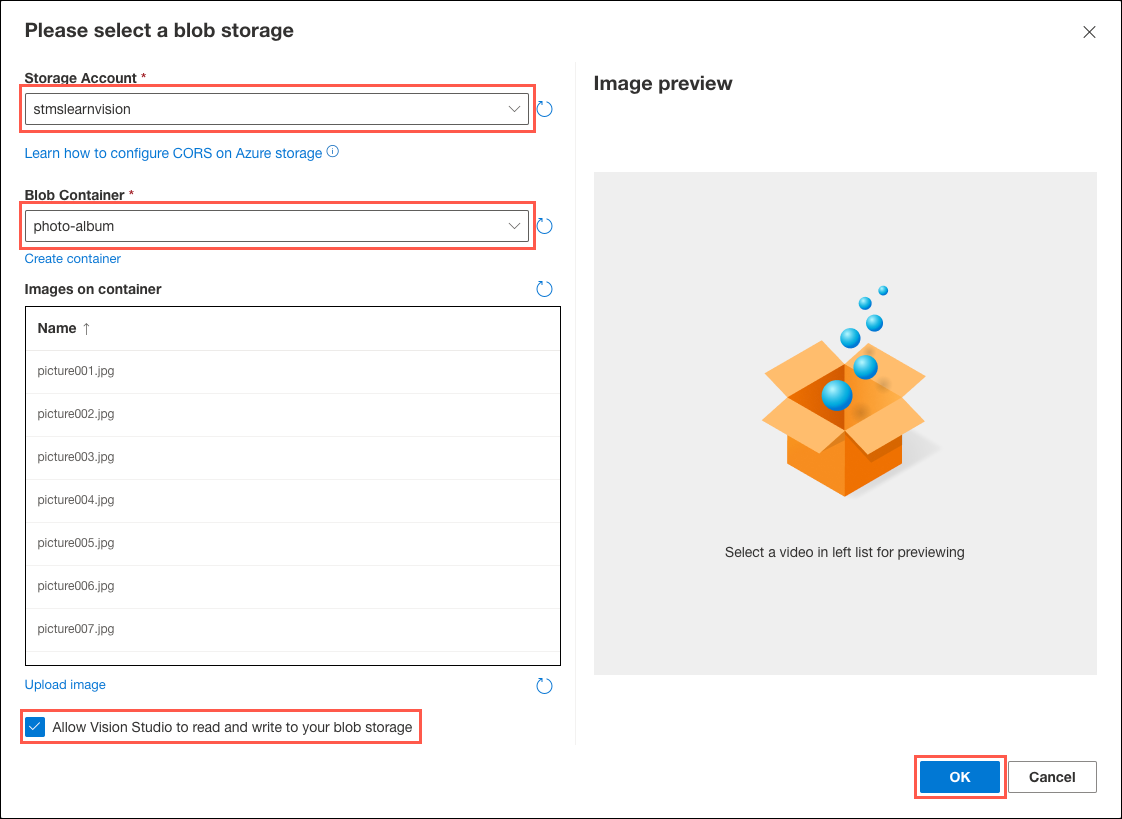 Please select a blob storage
Storage Account *
stmslearnvision
Learn how to configure CORS on Azure storage
Blob Container *
photo-album
Create container
Images on container
Name ↑
picture001.jpg
picture002.jpg
picture003.jpg
picture004.jpg
picture005.jpg
picture006.jpg
picture007.jpg
Upload image
Allow Vision Studio to read and write to your blob storage
Image preview
Select a video in left list for previewing
OK
Cancel